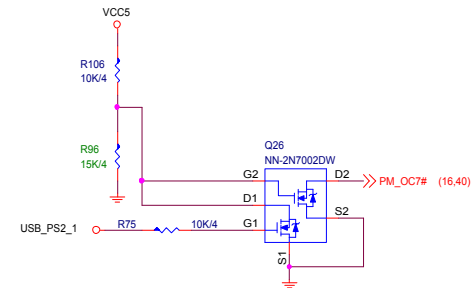 VCC5
R106
10K/4
R96
15K/4
Q26
NN-2N7002DW
G2
D2
PM_OC7# (16,40)
D1
S2
USB_PS2_1
R75
10K/4
G1
S1